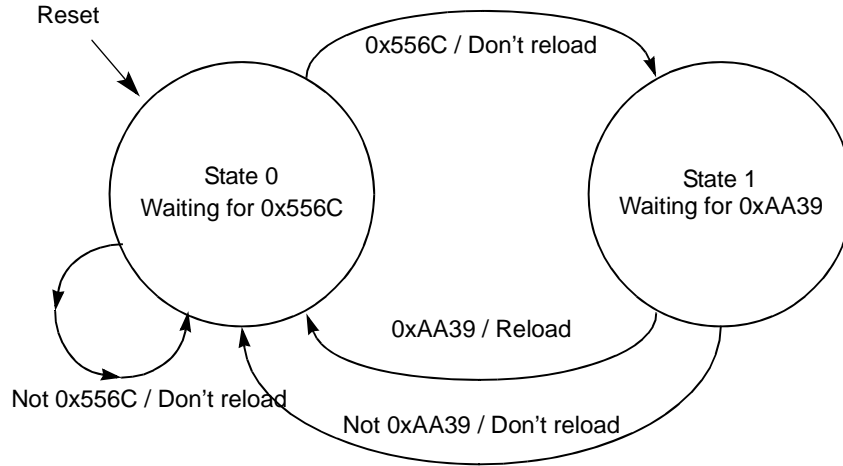 Reset
0x556C / Don’t reload
State 0
Waiting for 0x556C
State 1
Waiting for 0xAA39
0xAA39 / Reload
Not 0x556C / Don’t reload
Not 0xAA39 / Don’t reload